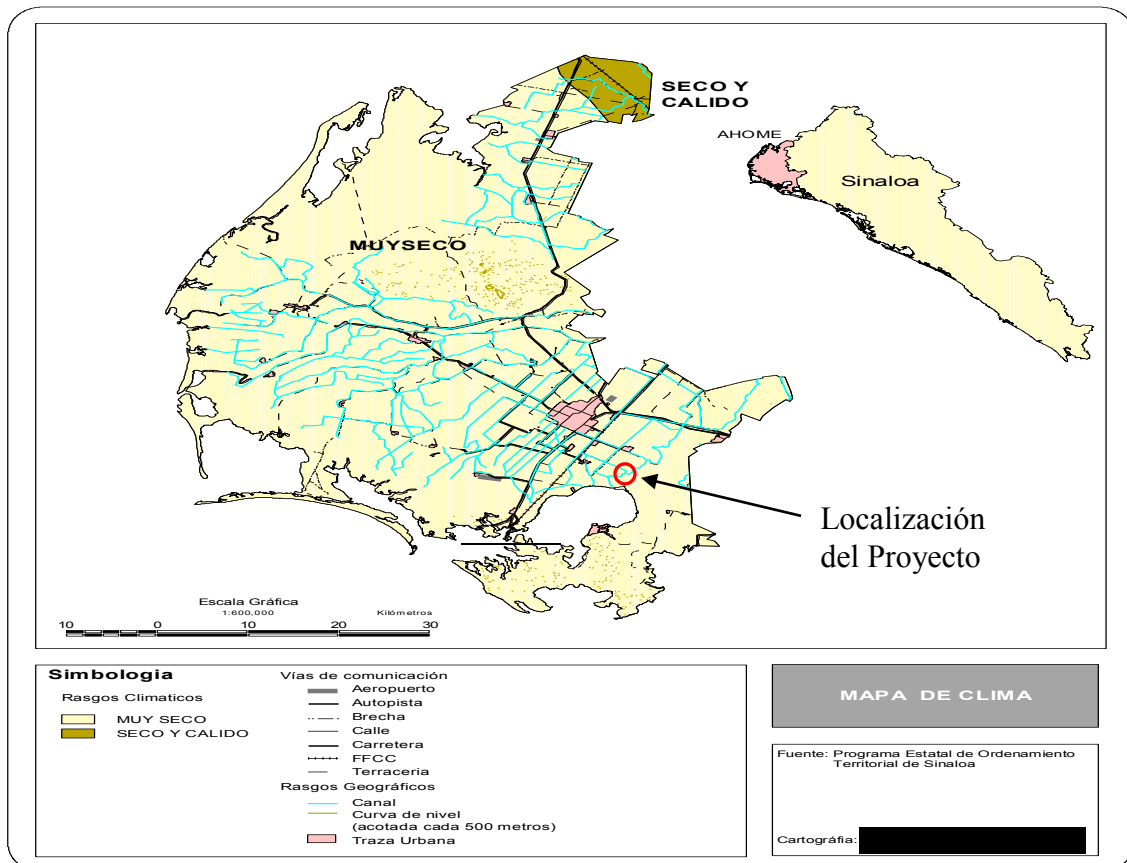 SECO Y
CALIDO
AHOME
Sinaloa
MUYSECO
Localización
del Proyecto
Escala Gráfica
1:600,000
Kilómetros
10 0 10 20 30
Simbologia
Rasgos Climaticos
MUY SECO
SECO Y CALIDO
Vías de comunicación
Aeropuerto
Autopista
Brecha
Calle
Carretera
FFCC
Terraceria
Rasgos Geográficos
Canal
Curva de nivel
(acotada cada 500 metros)
Traza Urbana
MAPA DE CLIMA
Fuente: Programa Estatal de Ordenamiento
Territorial de Sinaloa
Cartográfia: